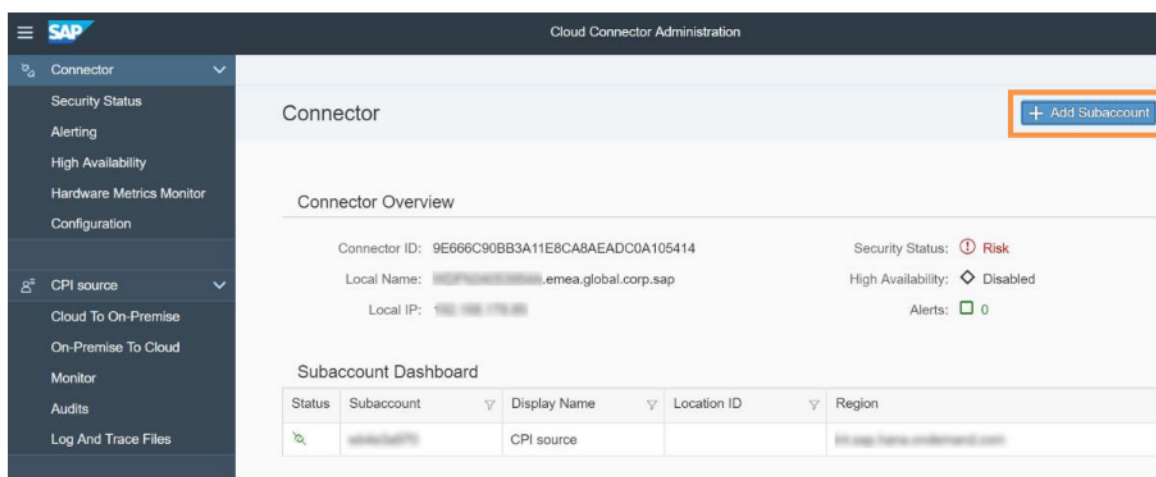 SAP
Cloud Connector Administration
Connector
Security Status
Alerting
High Availability
Hardware Metrics Monitor
Configuration
CPI source
Cloud To On-Premise
On-Premise To Cloud
Monitor
Audits
Log And Trace Files
Connector
+ Add Subaccount
Connector Overview
Connector ID: 9E666C90BB3A11E8CA8AEADC0A105414
Security Status: Risk
Local Name: .emea.global.corp.sap
High Availability: Disabled
Local IP:
Alerts: 0
Subaccount Dashboard
Status Subaccount Display Name Location ID Region
CPI source